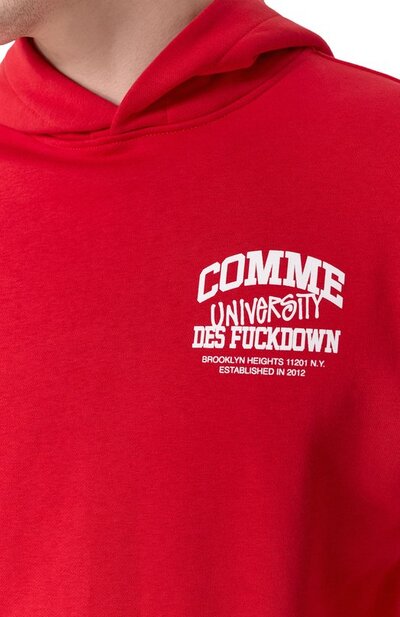 COMME
UNIVERSITY
DES FUCKDOWN
BROOKLYN HEIGHTS 11201 N.Y.
ESTABLISHED IN 2012